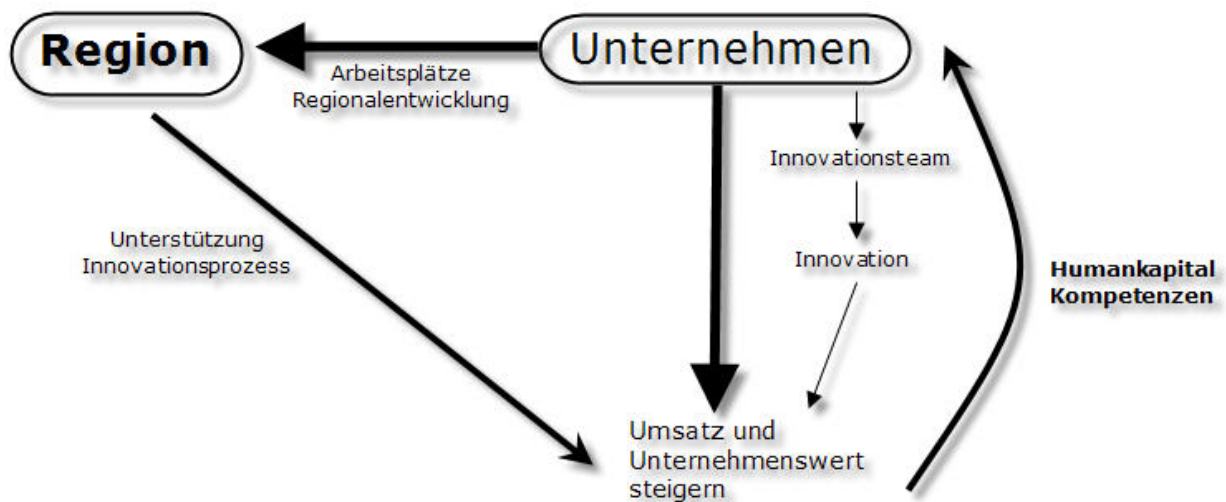 Region
Unternehmen
Arbeitsplätze
Regionalentwicklung
Innovationsteam
Unterstützung
Innovationsprozess
Innovation
Humankapital
Kompetenzen
Umsatz und
Unternehmenswert
steigern